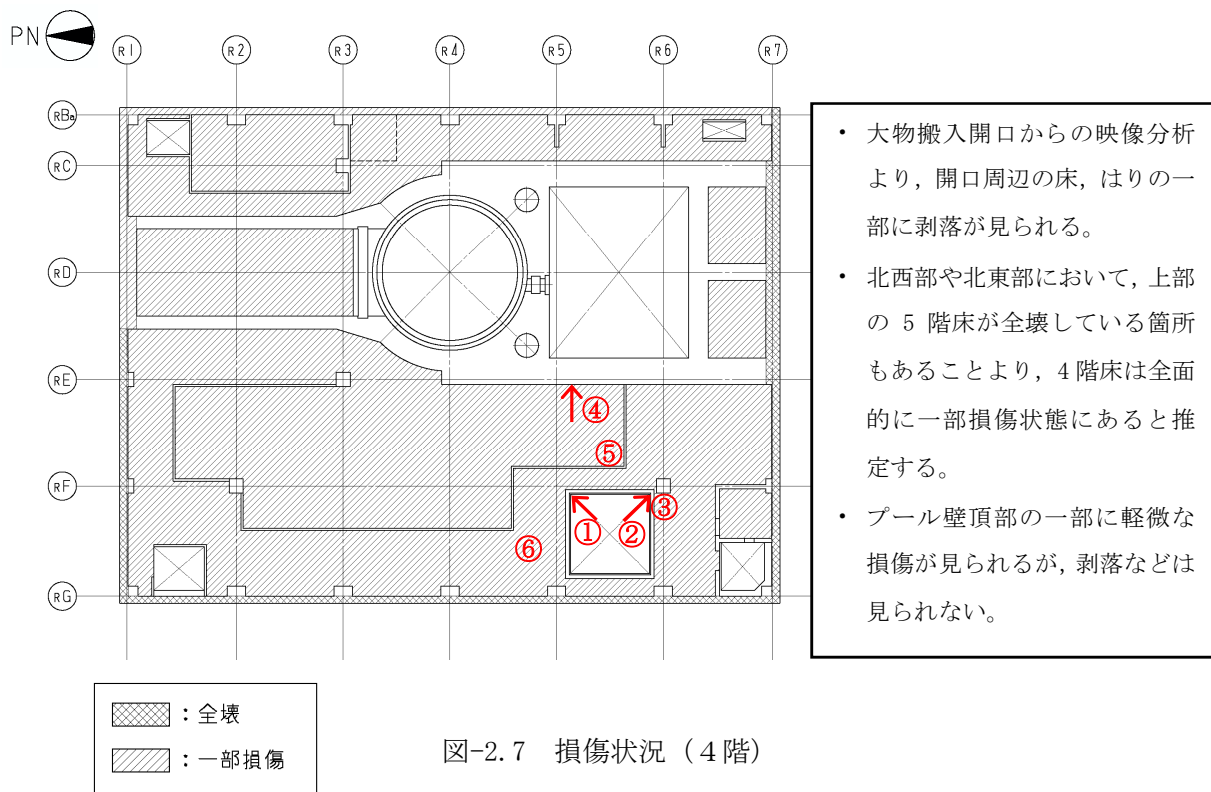 PN
R1 R2 R3 R4 R5 R6 R7
RBa
RC
RD
RE
RF
RG
④
⑤
③
① ②
⑥
・ 大物搬入開口からの映像分析
より，開口周辺の床，はりの一
部に剥落が見られる。
・ 北西部や北東部において，上部
の 5 階床が全壊している箇所
もあることより，4 階床は全面
的に一部損傷状態にあると推
定する。
・ プール壁頂部の一部に軽微な
損傷が見られるが，剥落などは
見られない。
：全壊
：一部損傷
図-2.7 損傷状況（４階）